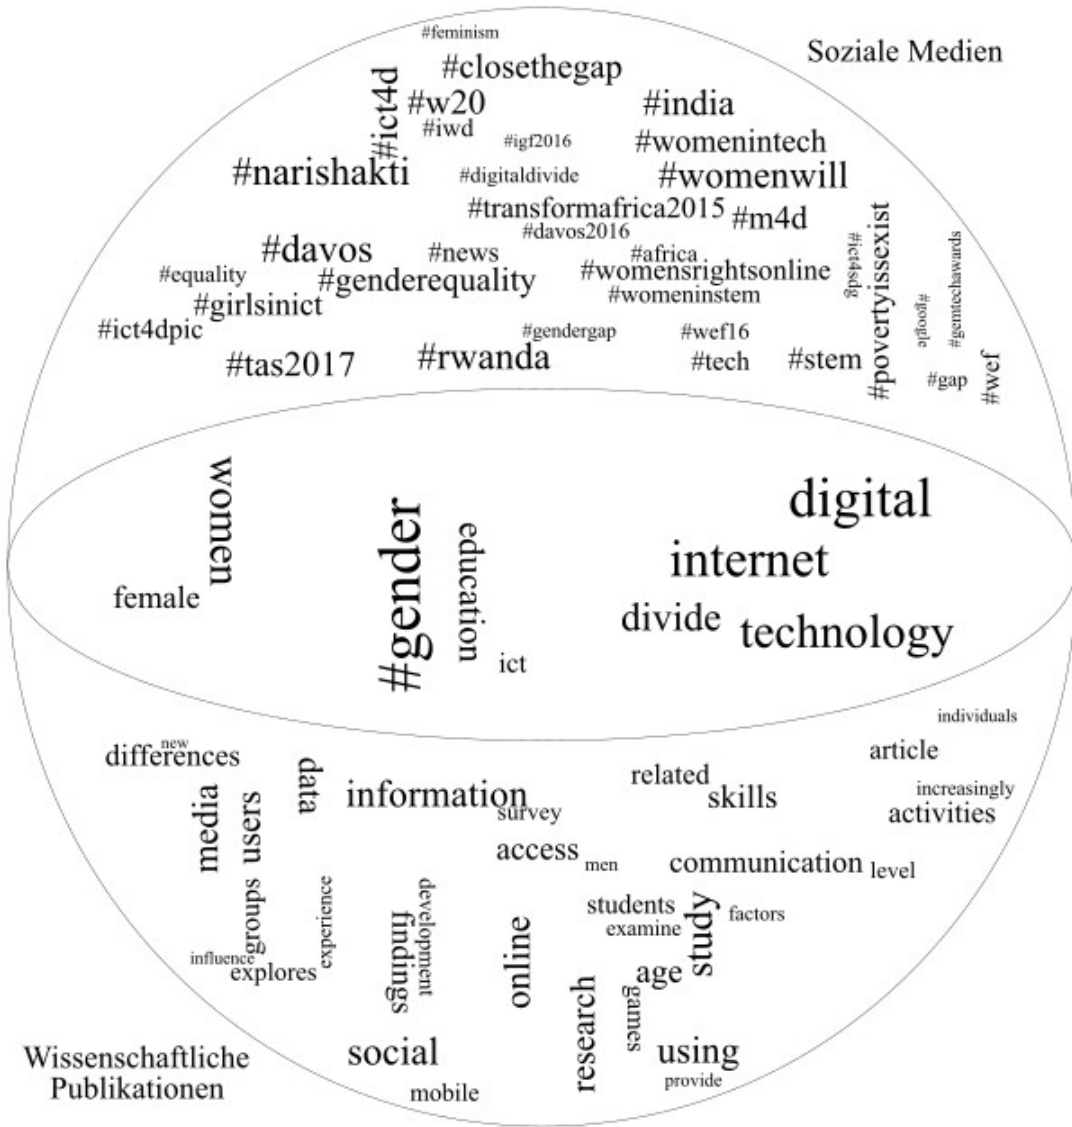 Soziale Medien
#feminism
#closethegap
#ict4d
#w20
#india
#iwd
#igf2016
#womenintech
#narishakti
#digitaldivide
#womenwill
#transformafrica2015
#m4d
#davos2016
#davos
#news
#africa
#equality
#genderequality
#womensrightsonline
#ict4sdg
#povertyissexist
#google
#gemtechawards
#girlsinict
#womeninstem
#ict4dpic
#gendergap
#wef16
#tas2017
#rwanda
#tech
#stem
#gap
#wef
women
digital
#gender
education
internet
female
divide
technology
ict
individuals
new
differences
article
data
related
information
skills
increasingly
survey
activities
media
users
access
men
communication
level
groups
experience
development
students
study
factors
examine
influence
explores
findings
online
age
research
games
Wissenschaftliche
Publikationen
social
using
provide
mobile